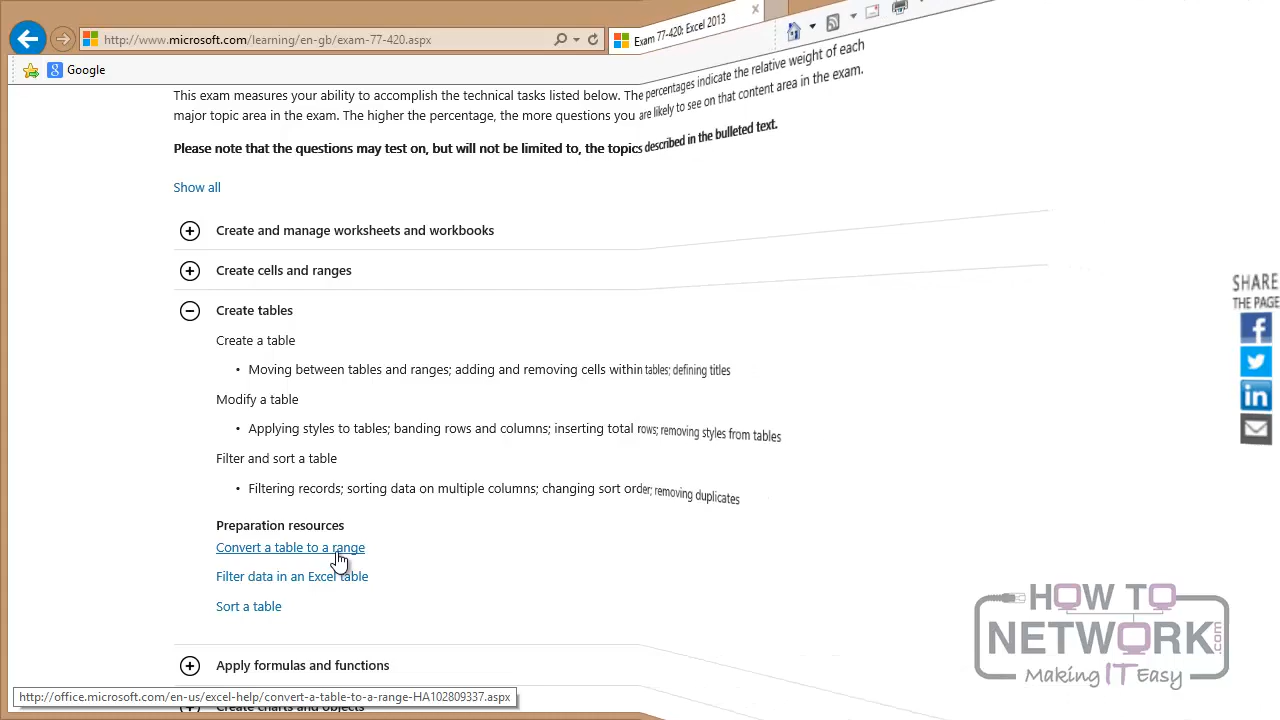 Exam 77-420: Excel 2013
http://www.microsoft.com/learning/en-gb/exam-77-420.aspx
Google
This exam measures your ability to accomplish the technical tasks listed below. The percentages indicate the relative weight of each
major topic area in the exam. The higher the percentage, the more questions you are likely to see on that content area in the exam.
Please note that the questions may test on, but will not be limited to, the topics described in the bulleted text.
Show all
Create and manage worksheets and workbooks
Create cells and ranges
SHARE
THE PAGE
Create tables
Create a table
• Moving between tables and ranges; adding and removing cells within tables; defining titles
Modify a table
• Applying styles to tables; banding rows and columns; inserting total rows; removing styles from tables
Filter and sort a table
• Filtering records; sorting data on multiple columns; changing sort order; removing duplicates
Preparation resources
Convert a table to a range
Filter data in an Excel table
Sort a table
HOW TO
NETWORK.com
Making IT Easy
Apply formulas and functions
http://office.microsoft.com/en-us/excel-help/convert-a-table-to-a-range-HA102809337.aspx
Create charts and objects